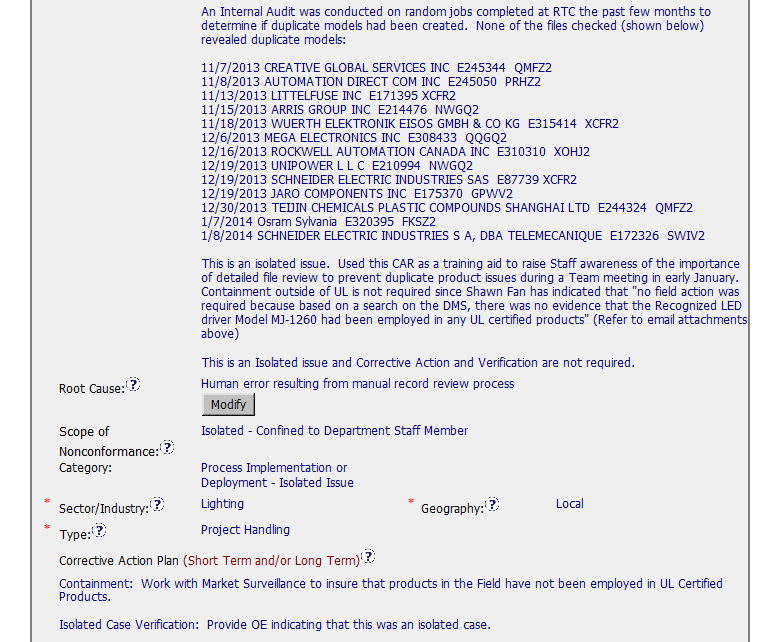 An Internal Audit was conducted on random jobs completed at RTC the past few months to
determine if duplicate models had been created.  None of the files checked (shown below)
revealed duplicate models:
11/7/2013 CREATIVE GLOBAL SERVICES INC  E245344  QMFZ2
11/8/2013 AUTOMATION DIRECT COM INC  E245050  PRHZ2
11/13/2013 LITTELFUSE INC  E171395 XCFR2
11/15/2013 ARRIS GROUP INC  E214476  NWGQ2
11/18/2013 WUERTH ELEKTRONIK EISOS GMBH & CO KG  E315414  XCFR2
12/6/2013 MEGA ELECTRONICS INC  E308433  QQGQ2
12/16/2013 ROCKWELL AUTOMATION CANADA INC  E310310  XOHJ2
12/19/2013 UNIPOWER L L C  E210994  NWGQ2
12/19/2013 SCHNEIDER ELECTRIC INDUSTRIES SAS  E87739 XCFR2
12/19/2013 JARO COMPONENTS INC  E175370  GPWV2
12/30/2013 TEIJIN CHEMICALS PLASTIC COMPOUNDS SHANGHAI LTD  E244324  QMFZ2
1/7/2014 Osram Sylvania  E320395  FKSZ2
1/8/2014 SCHNEIDER ELECTRIC INDUSTRIES S A, DBA TELEMECANIQUE  E172326  SWIV2
This is an isolated issue.  Used this CAR as a training aid to raise Staff awareness of the importance
of detailed file review to prevent duplicate product issues during a Team meeting in early January.
Containment outside of UL is not required since Shawn Fan has indicated that "no field action was
required because based on a search on the DMS, there was no evidence that the Recognized LED
driver Model MJ-1260 had been employed in any UL certified products" (Refer to email attachments
above)
This is an Isolated issue and Corrective Action and Verification are not required.
Root Cause:? Human error resulting from manual record review process
Modify
Scope of Isolated - Confined to Department Staff Member
Nonconformance:?
Category: Process Implementation or
Deployment - Isolated Issue
* Sector/Industry:? Lighting * Geography:? Local
* Type:? Project Handling
Corrective Action Plan (Short Term and/or Long Term)?
Containment:  Work with Market Surveillance to insure that products in the Field have not been employed in UL Certified
Products.
Isolated Case Verification:  Provide OE indicating that this was an isolated case.